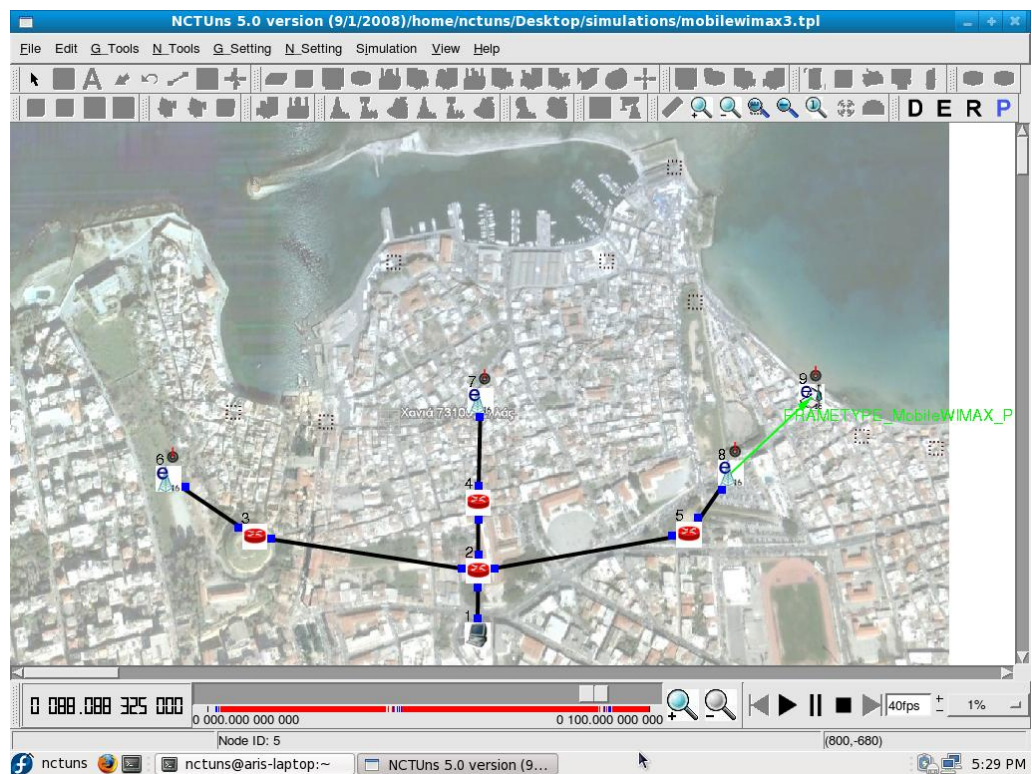 NCTUns 5.0 version (9/1/2008)/home/nctuns/Desktop/simulations/mobilewimax3.tpl
File Edit G_Tools N_Tools G_Setting N_Setting Simulation View Help
A
D E R P
7
e
9
e
Χανιά
FRAMETYPE_MobileWIMAX_P
6
e
8
e
16
4
3
5
2
1
0 088.088 325 000
0 000.000 000 000
0 100.000 000 000
40fps
1%
Node ID: 5
(800,-680)
nctuns
nctuns@aris-laptop:~
NCTUns 5.0 version (9...
5:29 PM